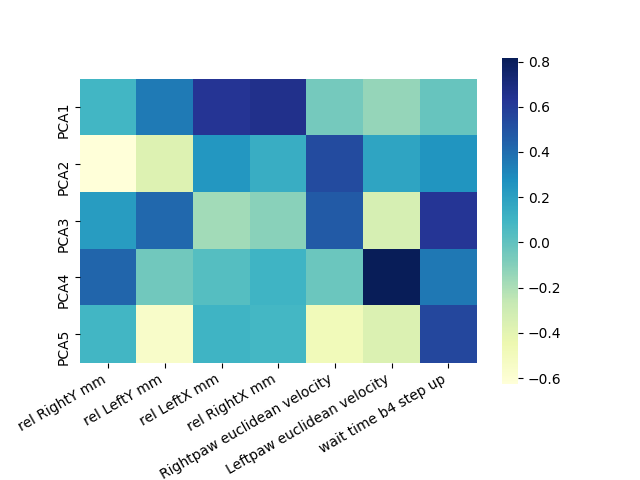 PCA1
PCA2
PCA3
PCA4
PCA5
rel RightY mm
rel LeftY mm
rel LeftX mm
rel RightX mm
Rightpaw euclidean velocity
Leftpaw euclidean velocity
wait time b4 step up
0.8
0.6
0.4
0.2
0.0
−0.2
−0.4
−0.6